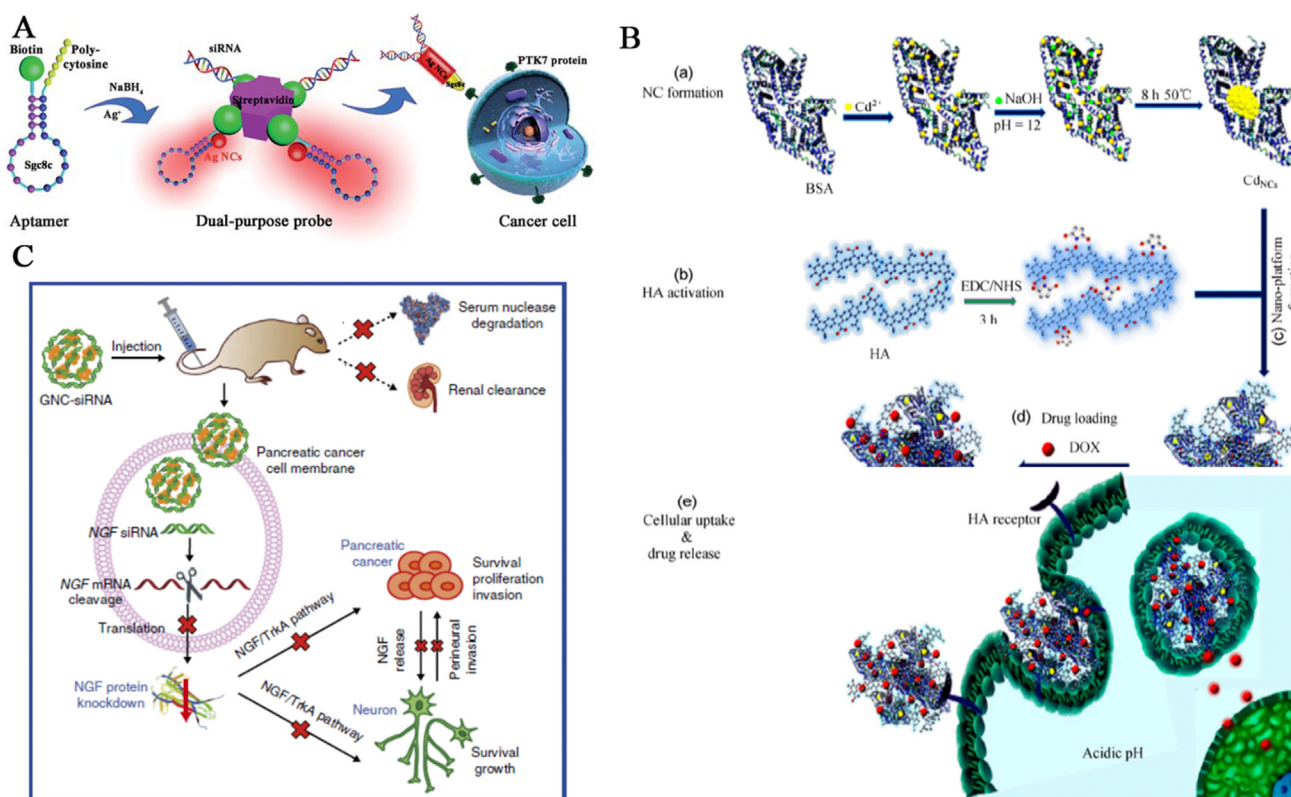 A
Biotin
Poly-
cytosine
NaBH4
Ag+
Sgc8c
Aptamer
siRNA
Streptavidin
Ag NCs
Dual-purpose probe
Ag NCs
Sgc8c
PTK7 protein
Cancer cell
B
(a)
NC formation
BSA
Cd2+
NaOH
pH = 12
8 h 50℃
CdNCs
(b)
HA activation
HA
EDC/NHS
3 h
(c) Nano-platform
(d) Drug loading
DOX
(e)
Cellular uptake
&
drug release
HA receptor
Acidic pH
C
GNC-siRNA
Injection
Serum nuclease
degradation
Renal clearance
Pancreatic cancer
cell membrane
NGF siRNA
NGF mRNA
cleavage
Translation
NGF protein
knockdown
NGF/TrkA pathway
NGF/TrkA pathway
Pancreatic
cancer
Survival
proliferation
invasion
NGF
release
Perineural
invasion
Neuron
Survival
growth